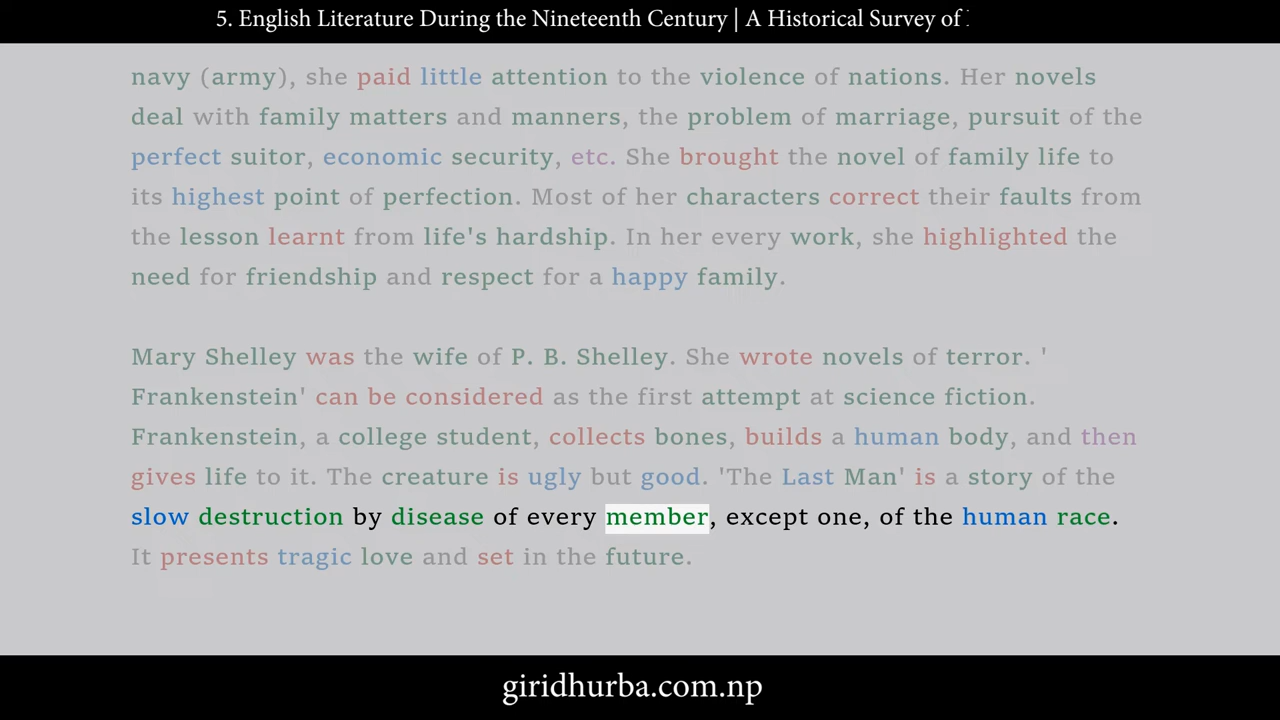 5. English Literature During the Nineteenth Century | A Historical Survey of
navy (army), she paid little attention to the violence of nations. Her novels
deal with family matters and manners, the problem of marriage, pursuit of the
perfect suitor, economic security, etc. She brought the novel of family life to
its highest point of perfection. Most of her characters correct their faults from
the lesson learnt from life's hardship. In her every work, she highlighted the
need for friendship and respect for a happy family.
Mary Shelley was the wife of P. B. Shelley. She wrote novels of terror. '
Frankenstein' can be considered as the first attempt at science fiction.
Frankenstein, a college student, collects bones, builds a human body, and then
gives life to it. The creature is ugly but good. 'The Last Man' is a story of the
slow destruction by disease of every member, except one, of the human race.
It presents tragic love and set in the future.
giridhurba.com.np